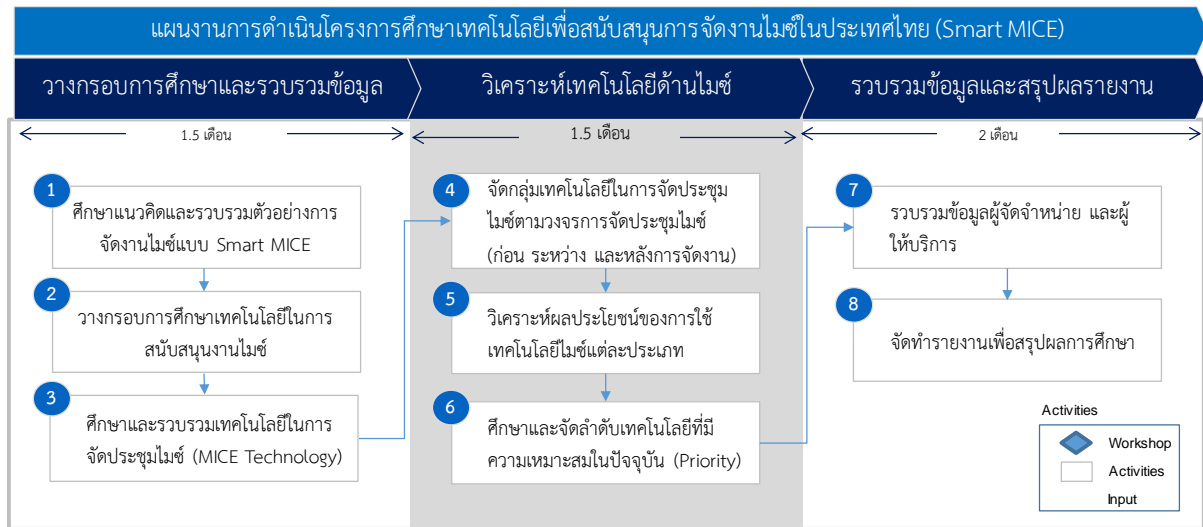 แผนงานการดำเนินโครงการศึกษาเทคโนโลยีเพื่อสนับสนุนการจัดงานไมซ์ในประเทศไทย (Smart MICE)
วางกรอบการศึกษาและรวบรวมข้อมูล
วิเคราะห์เทคโนโลยีด้านไมซ์
รวบรวมข้อมูลและสรุปผลรายงาน
1.5 เดือน
1.5 เดือน
2 เดือน
1
ศึกษาแนวคิดและรวบรวมตัวอย่างการ
จัดงานไมซ์แบบ Smart MICE
2
วางกรอบการศึกษาเทคโนโลยีในการ
สนับสนุนงานไมซ์
3
ศึกษาและรวบรวมเทคโนโลยีในการ
จัดประชุมไมซ์ (MICE Technology)
4
จัดกลุ่มเทคโนโลยีในการจัดประชุม
ไมซ์ตามวงจรการจัดประชุมไมซ์
(ก่อน ระหว่าง และหลังการจัดงาน)
5
วิเคราะห์ผลประโยชน์ของการใช้
เทคโนโลยีไมซ์แต่ละประเภท
6
ศึกษาและจัดลำดับเทคโนโลยีที่มี
ความเหมาะสมในปัจจุบัน (Priority)
7
รวบรวมข้อมูลผู้จัดจำหน่าย และผู้
ให้บริการ
8
จัดทำรายงานเพื่อสรุปผลการศึกษา
Activities
Workshop
Activities
Input